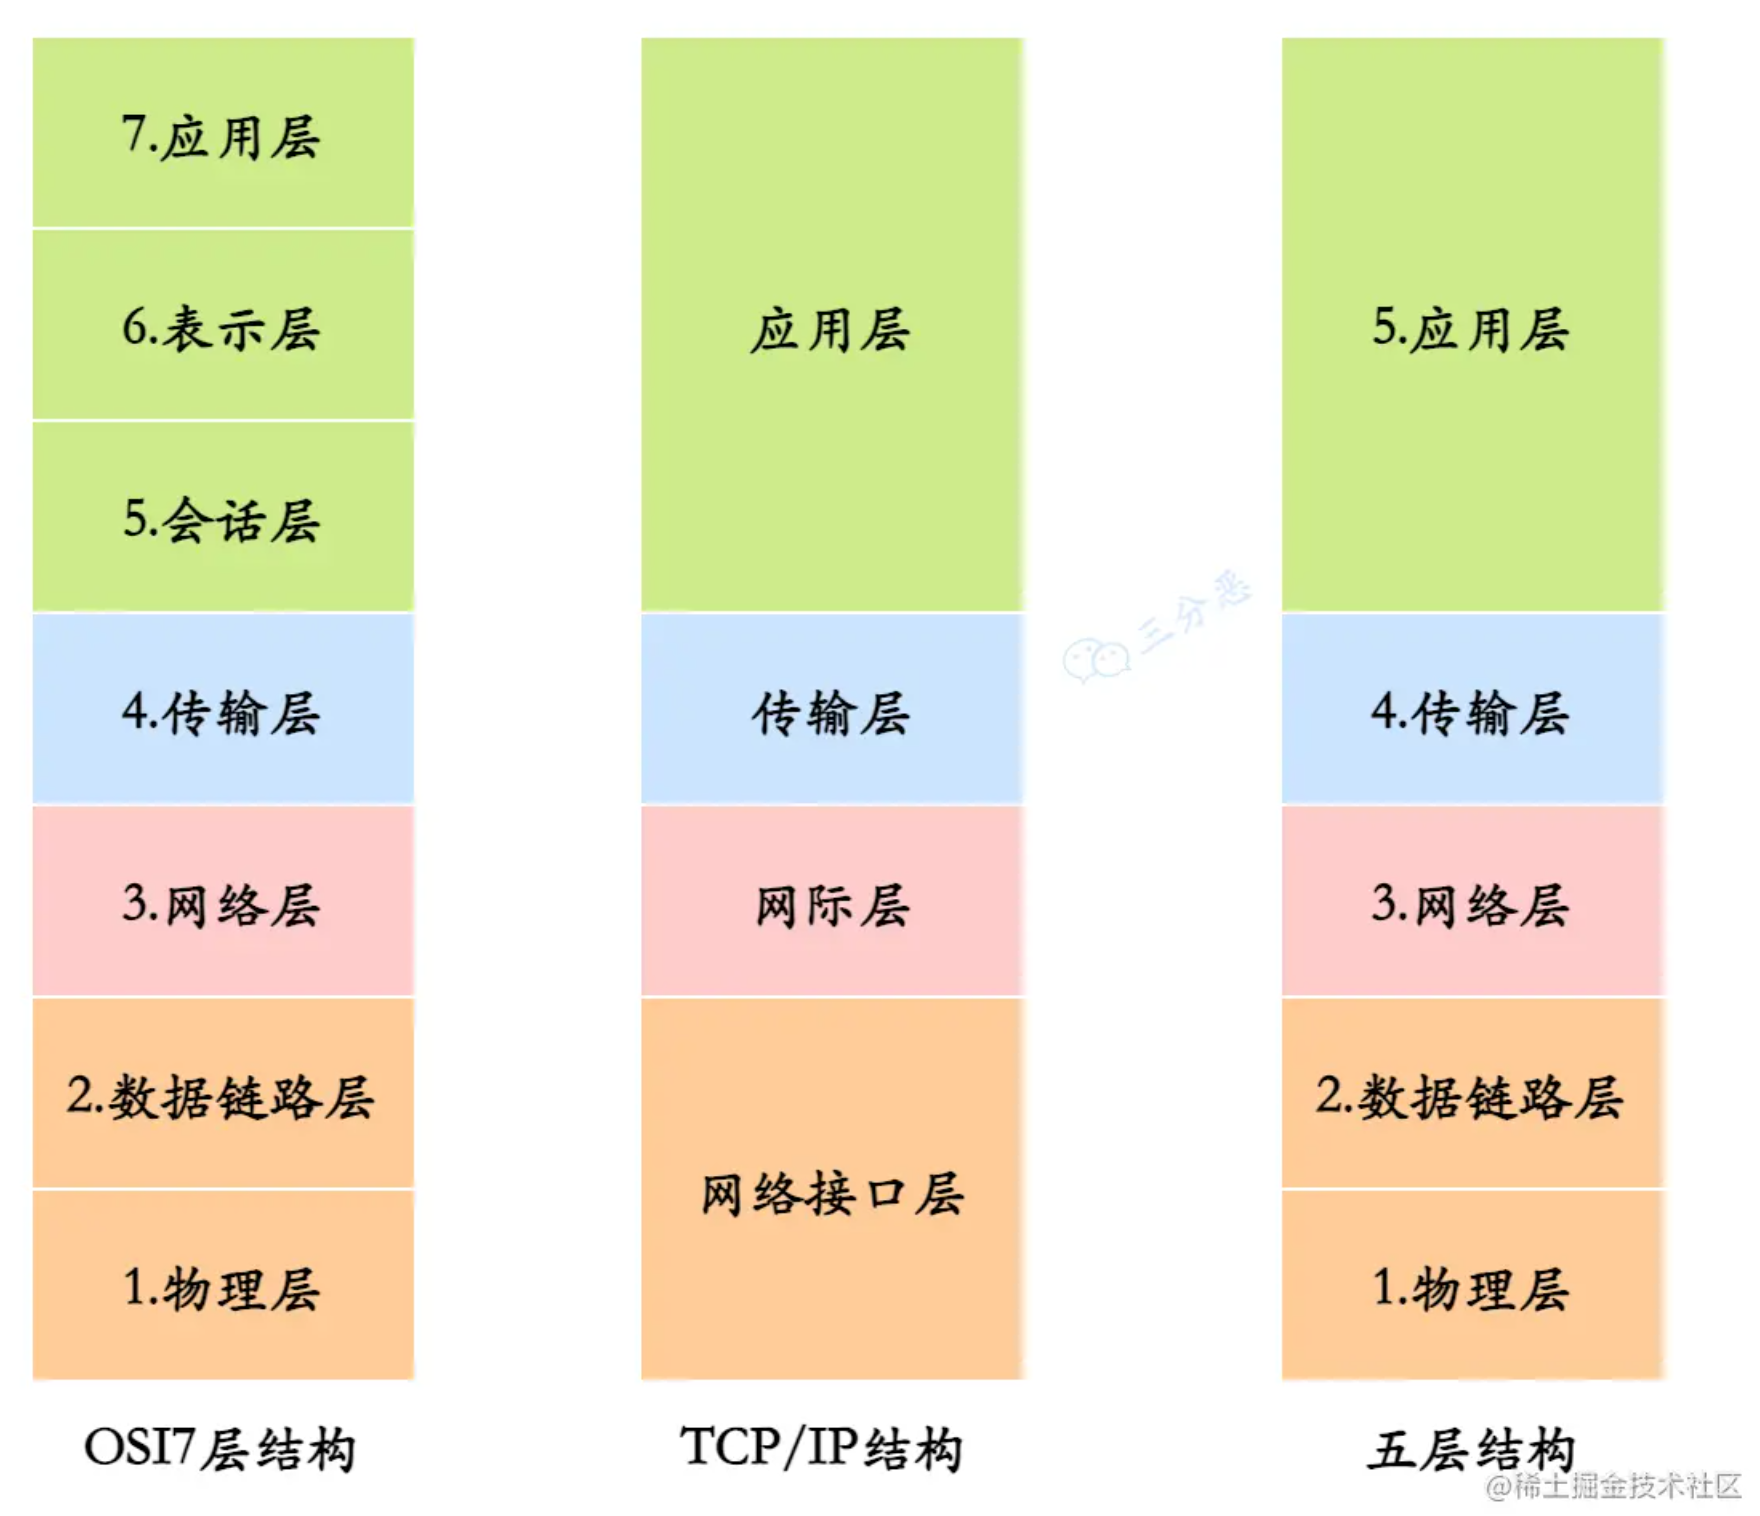 7.应用层
6.表示层
5.会话层
4.传输层
3.网络层
2.数据链路层
1.物理层
OSI7层结构
应用层
传输层
网际层
网络接口层
TCP/IP结构
三分恶
5.应用层
4.传输层
3.网络层
2.数据链路层
1.物理层
五层结构
@稀土掘金技术社区